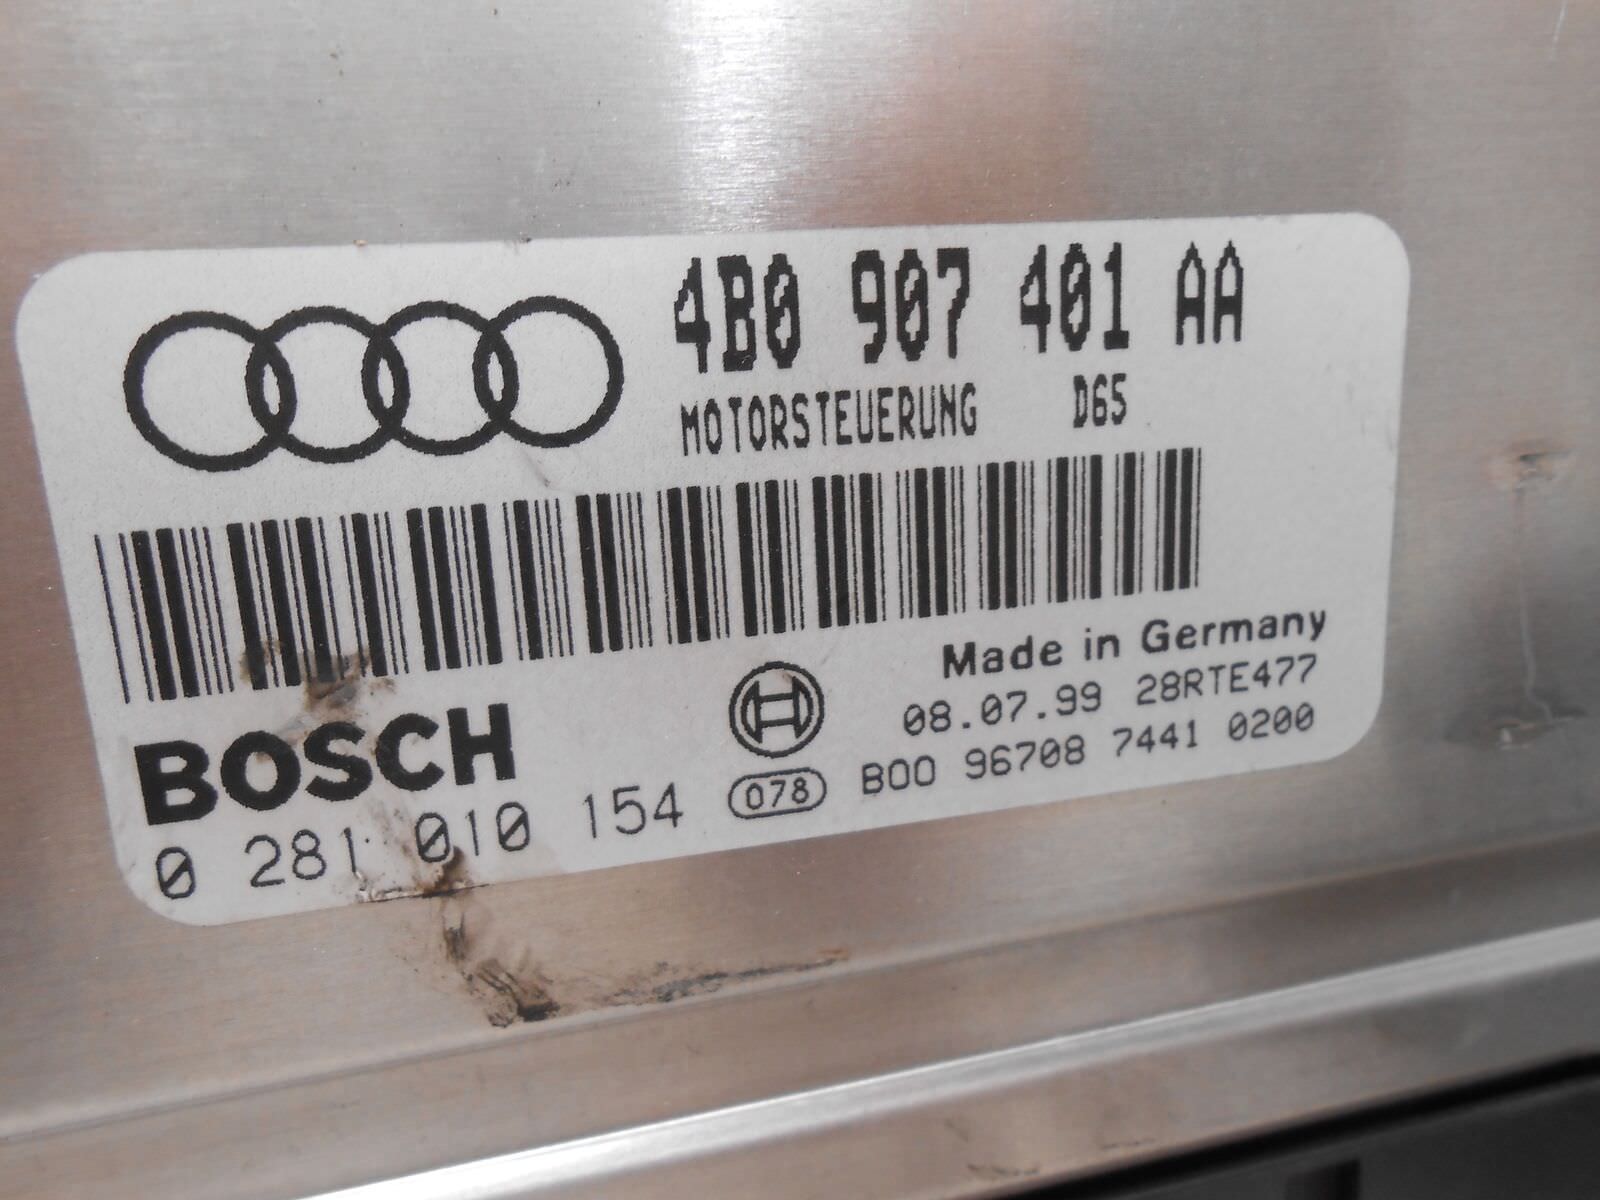 4B0 907 401 AA
MOTORSTEUERUNG D65
Made in Germany
BOSCH
08.07.99 28RTE477
0 281 010 154 078 B00 96708 7441 0200